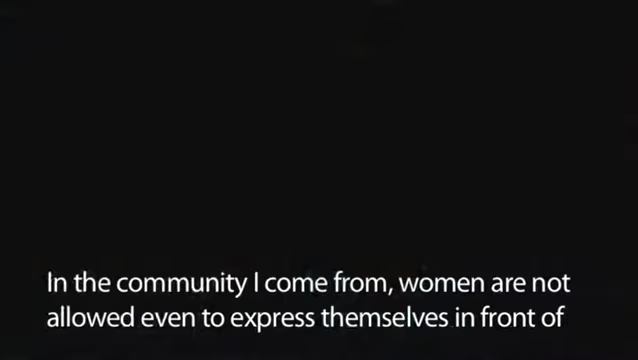 In the community I come from, women are not
allowed even to express themselves in front of